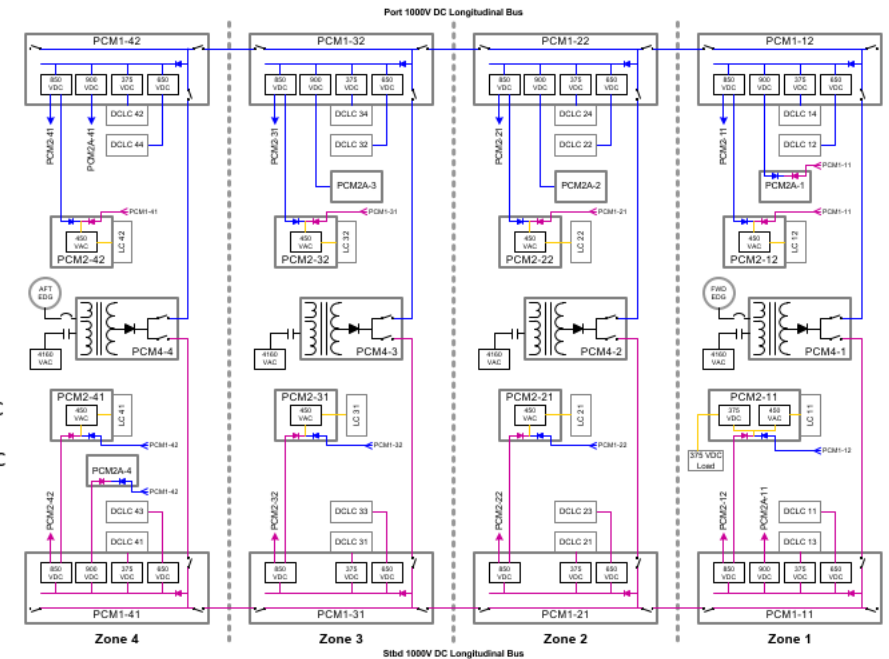 Port 1000V DC Longitudinal Bus
PCM1-42
PCM1-32
PCM1-22
PCM1-12
850 VDC
900 VDC
375 VDC
650 VDC
850 VDC
900 VDC
375 VDC
650 VDC
850 VDC
900 VDC
375 VDC
650 VDC
850 VDC
900 VDC
375 VDC
650 VDC
DCLC 42
DCLC 34
DCLC 24
DCLC 14
DCLC 44
DCLC 32
DCLC 22
DCLC 12
PCM2-41
PCM2A-41
PCM2-31
PCM2-21
PCM2-11
PCM1-11
PCM2A-3
PCM2A-2
PCM2A-1
PCM1-41
PCM1-31
PCM1-21
PCM1-11
450 VAC
LC 42
450 VAC
LC 32
450 VAC
LC 22
450 VAC
LC 12
PCM2-42
PCM2-32
PCM2-22
PCM2-12
AFT EDG
FWD EDG
4160 VAC
PCM4-4
4160 VAC
PCM4-3
4160 VAC
PCM4-2
4160 VAC
PCM4-1
C
C
PCM2-41
PCM2-31
PCM2-21
PCM2-11
450 VAC
LC 41
450 VAC
LC 31
450 VAC
LC 21
375 VDC
450 VAC
LC 11
PCM1-42
PCM1-32
PCM1-22
PCM1-12
375 VDC Load
PCM2A-4
PCM1-42
PCM2-42
PCM2-32
PCM2-22
PCM2-12
PCM2A-11
DCLC 43
DCLC 33
DCLC 23
DCLC 11
DCLC 41
DCLC 31
DCLC 21
DCLC 13
850 VDC
900 VDC
375 VDC
650 VDC
850 VDC
375 VDC
650 VDC
850 VDC
375 VDC
650 VDC
850 VDC
900 VDC
375 VDC
650 VDC
PCM1-41
PCM1-31
PCM1-21
PCM1-11
Zone 4
Zone 3
Zone 2
Zone 1
Stbd 1000V DC Longitudinal Bus